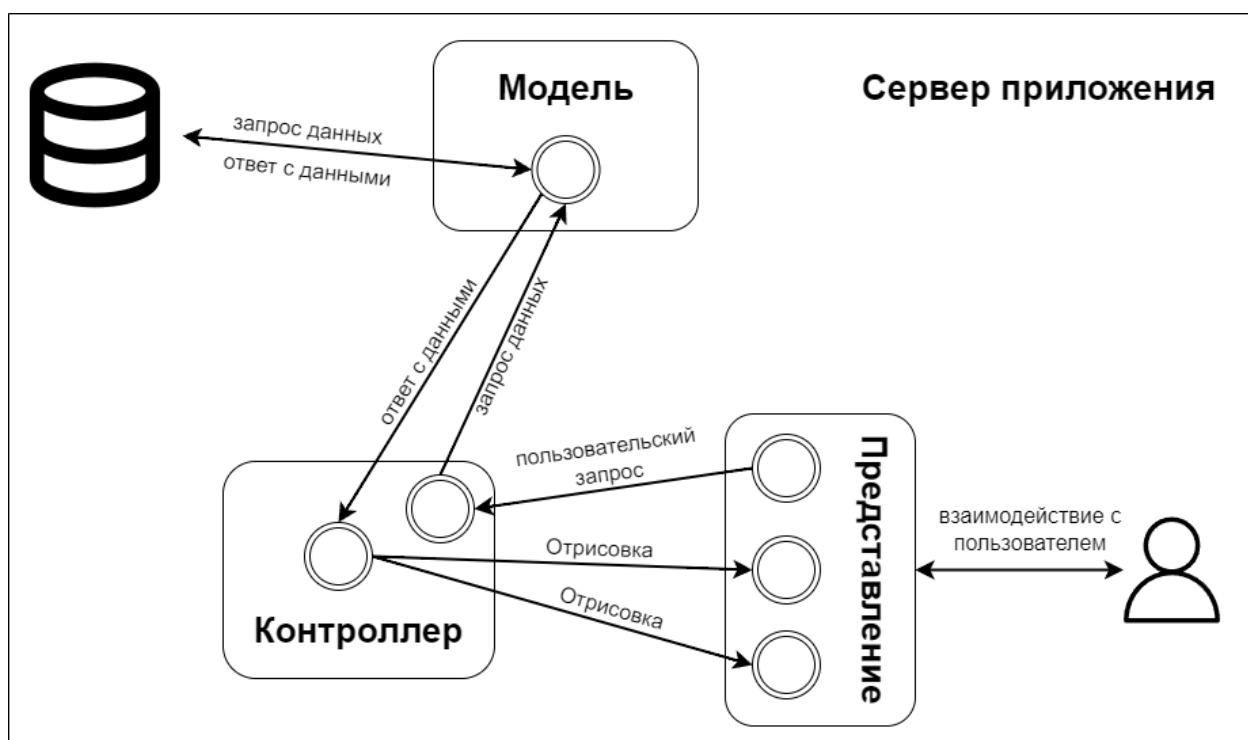 Модель
Сервер приложения
запрос данных
ответ с данными
ответ с данными
запрос данных
пользовательский
запрос
Отрисовка
Отрисовка
Контроллер
Представление
взаимодействие с
пользователем